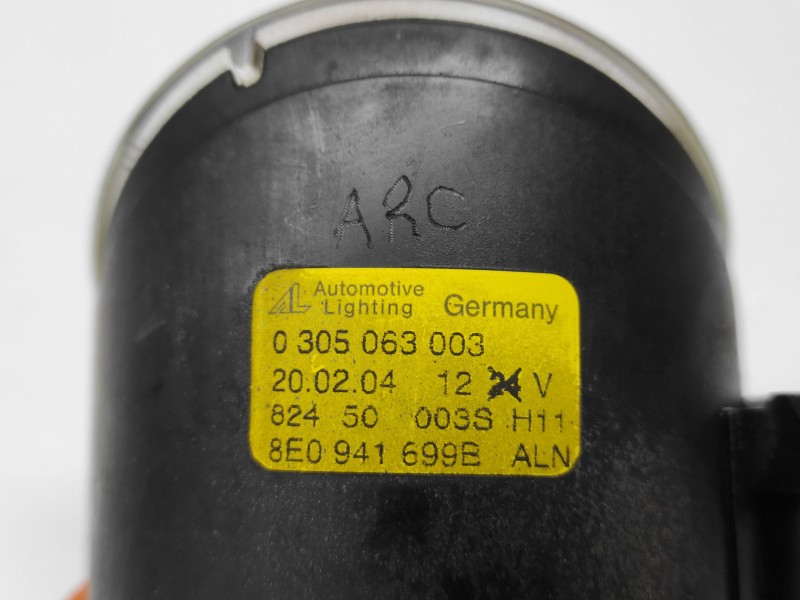 ARC
AL Automotive
Lighting Germany
0 305 063 003
20.02.04 12 24 V
824 50 003S H11
8E0 941 699B ALN